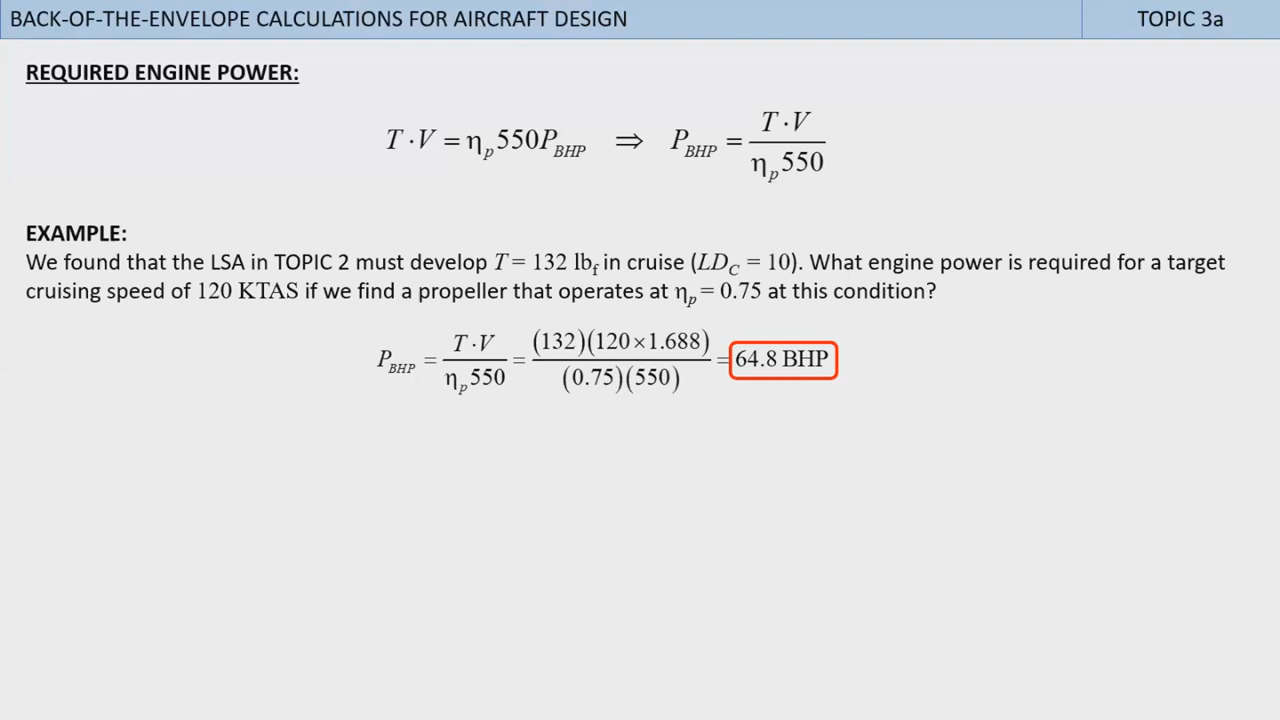 BACK-OF-THE-ENVELOPE CALCULATIONS FOR AIRCRAFT DESIGN TOPIC 3a
REQUIRED ENGINE POWER:
T · V = η_p 550P_BHP ⇒ P_BHP = T · V / η_p 550
EXAMPLE:
We found that the LSA in TOPIC 2 must develop T = 132 lb_f in cruise (LD_C = 10). What engine power is required for a target
cruising speed of 120 KTAS if we find a propeller that operates at η_p = 0.75 at this condition?
P_BHP = T · V / η_p 550 = (132)(120×1.688) / (0.75)(550) = 64.8 BHP